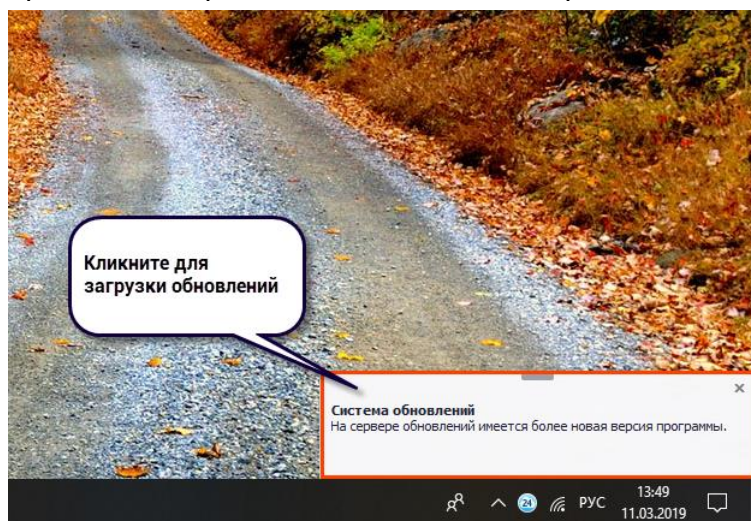 Кликните для
загрузки обновлений
Система обновлений
На сервере обновлений имеется более новая версия программы.
24
РУС
13:49
11.03.2019